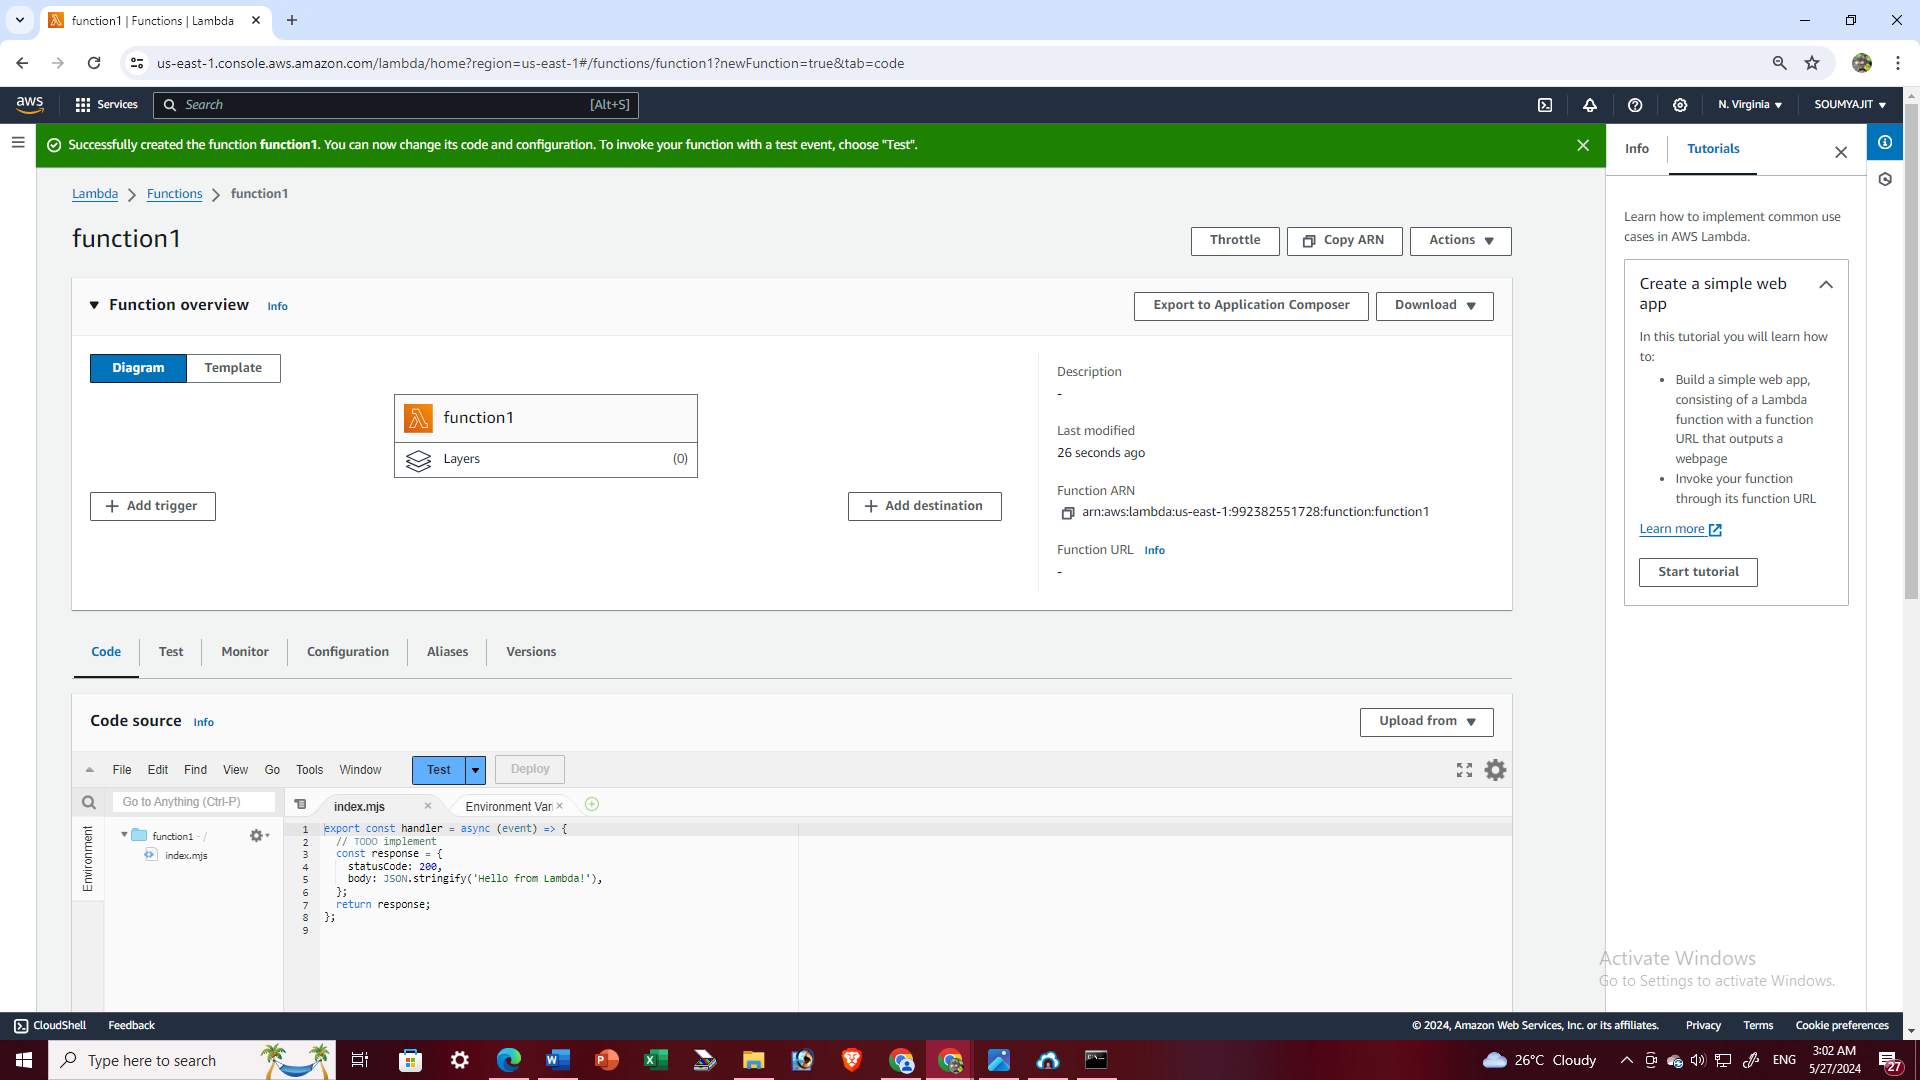 function1 | Functions | Lambda
us-east-1.console.aws.amazon.com/lambda/home?region=us-east-1#/functions/function1?newFunction=true&tab=code
aws
Services
Search
[Alt+S]
N. Virginia
SOUMYAJIT
Successfully created the function function1. You can now change its code and configuration. To invoke your function with a test event, choose "Test".
Info
Tutorials
Lambda
Functions
function1
function1
Throttle
Copy ARN
Actions
Learn how to implement common use
cases in AWS Lambda.
Create a simple web
app
In this tutorial you will learn how
to:
• Build a simple web app,
consisting of a Lambda
function with a function
URL that outputs a
webpage
• Invoke your function
through its function URL
Learn more
Start tutorial
Function overview
Info
Export to Application Composer
Download
Diagram
Template
function1
Layers
(0)
Add trigger
Add destination
Description
-
Last modified
26 seconds ago
Function ARN
arn:aws:lambda:us-east-1:992382551728:function:function1
Function URL
Info
-
Code
Test
Monitor
Configuration
Aliases
Versions
Code source
Info
Upload from
File
Edit
Find
View
Go
Tools
Window
Test
Deploy
Go to Anything (Ctrl-P)
index.mjs
Environment Vari
Environment
function1 - /
index.mjs
1 export const handler = async (event) => {
2 // TODO implement
3 const response = {
4 statusCode: 200,
5 body: JSON.stringify('Hello from Lambda!'),
6 };
7 return response;
8 };
9
Activate Windows
Go to Settings to activate Windows.
CloudShell
Feedback
© 2024, Amazon Web Services, Inc. or its affiliates.
Privacy
Terms
Cookie preferences
Type here to search
26°C Cloudy
ENG
3:02 AM
5/27/2024
27